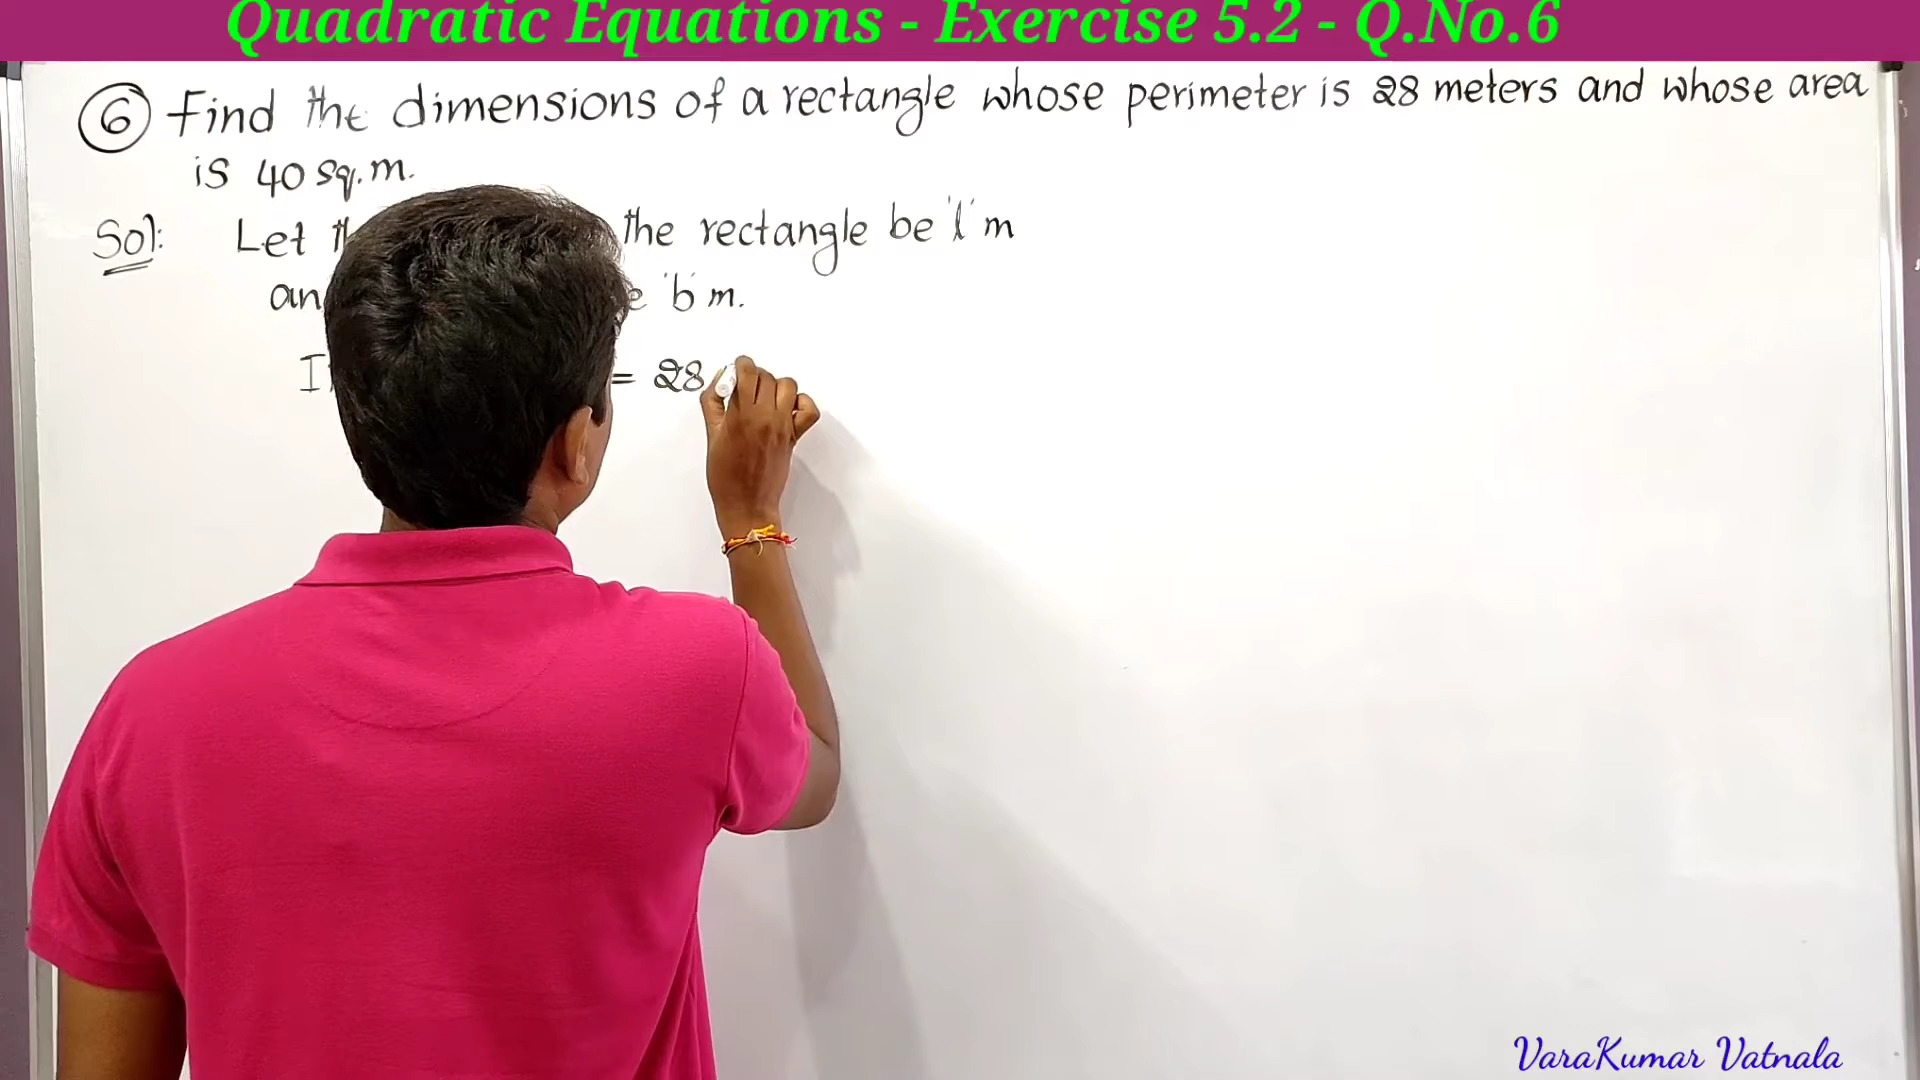 Quadratic Equations - Exercise 5.2 - Q.No.6
6 Find the dimensions of a rectangle whose perimeter is 28 meters and whose area
is 40 sq.m.
Sol: Let the rectangle be 'l' m
'b' m.
= 28
VaraKumar Vatnala